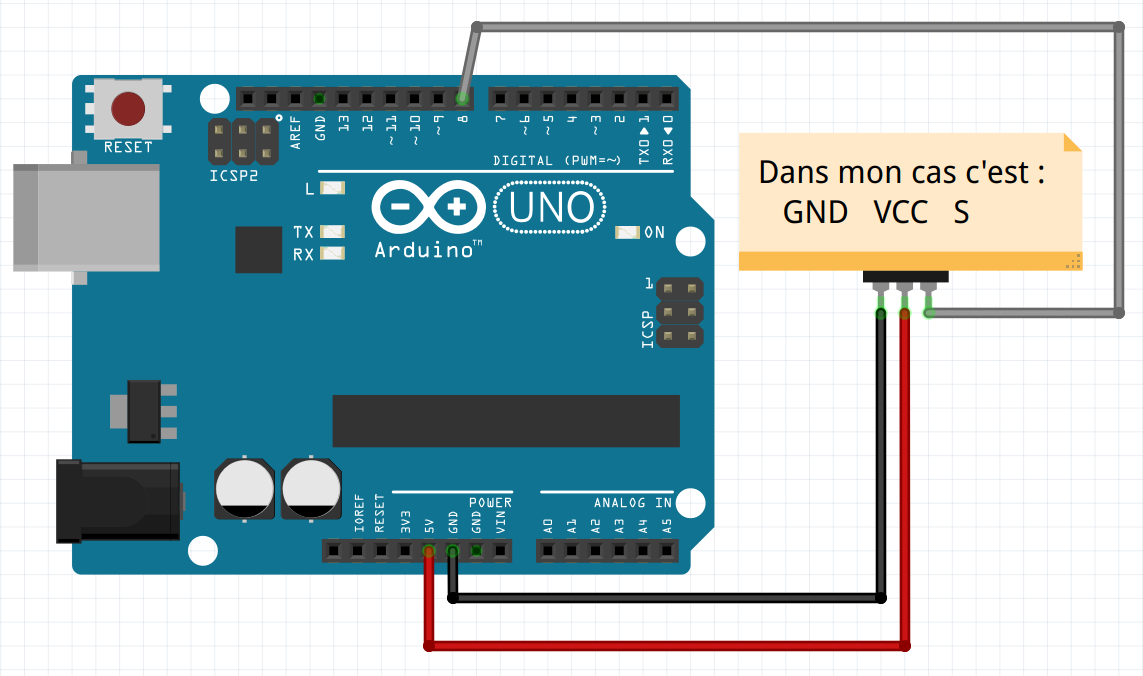 RESET
ICSP2
AREF
GND
13
12
~11
~10
~9
8
7
~6
~5
4
~3
2
TX0▶1
RX0◀0
DIGITAL (PWM=~)
L
TX
RX
UNO
Arduino™
ON
1
ICSP
Dans mon cas c'est :
GND VCC S
POWER
ANALOG IN
IOREF
RESET
3V3
5V
GND
GND
VIN
A0
A1
A2
A3
A4
A5